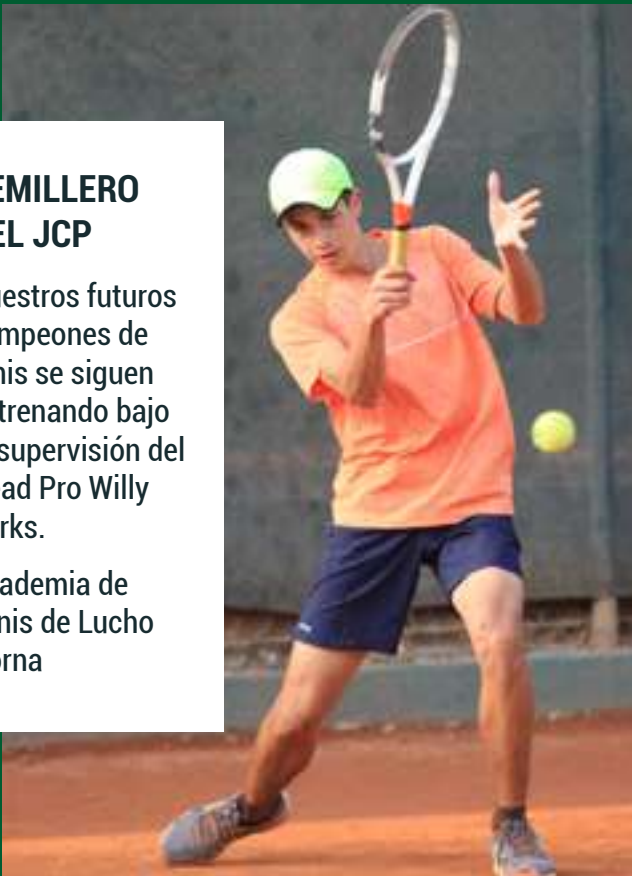 EMILLERO
EL JCP
uestros futuros
mpeones de
nis se siguen
trenando bajo
supervisión del
ad Pro Willy
rks.
ademia de
nis de Lucho
orna